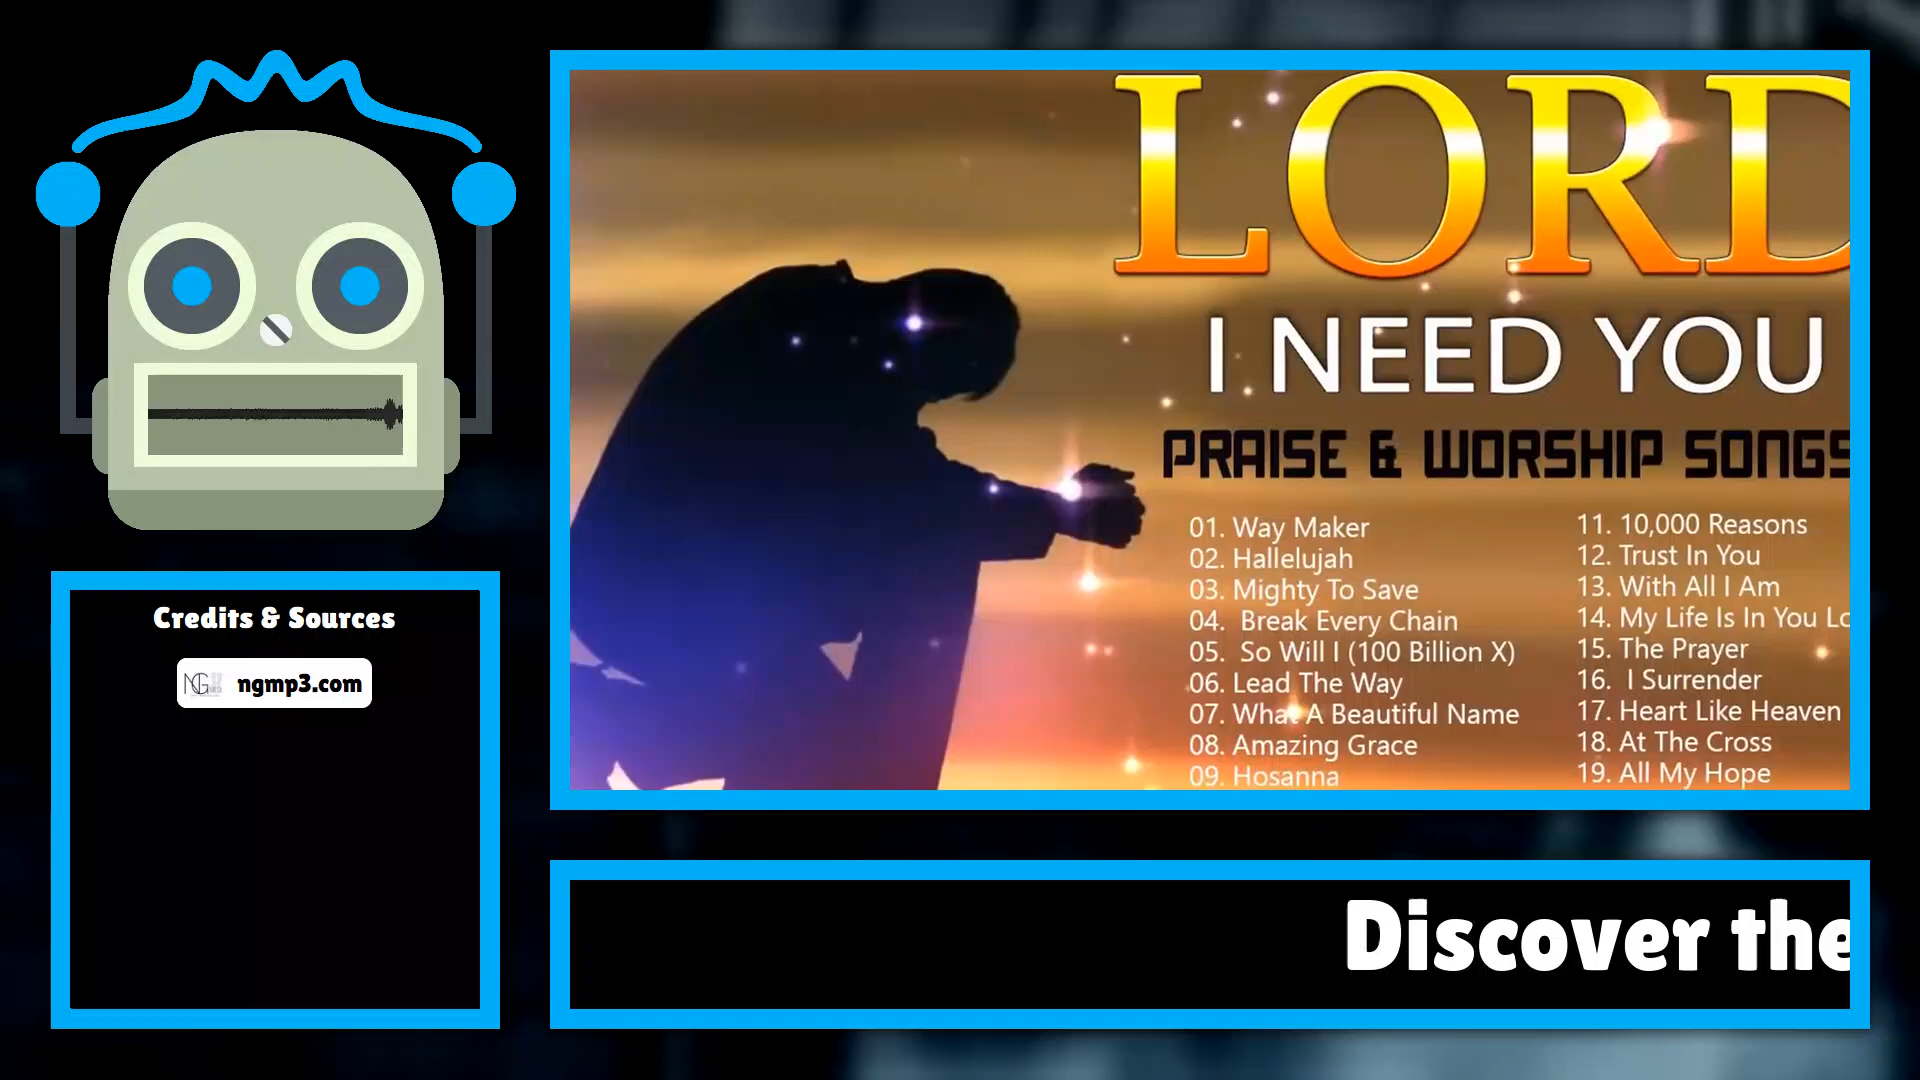 LORD
I NEED YOU
PRAISE & WORSHIP SONGS
01. Way Maker
02. Hallelujah
03. Mighty To Save
04. Break Every Chain
05. So Will I (100 Billion X)
06. Lead The Way
07. What A Beautiful Name
08. Amazing Grace
09. Hosanna
11. 10,000 Reasons
12. Trust In You
13. With All I Am
14. My Life Is In You Lo
15. The Prayer
16. I Surrender
17. Heart Like Heaven
18. At The Cross
19. All My Hope
Credits & Sources
NG ngmp3.com
Discover the